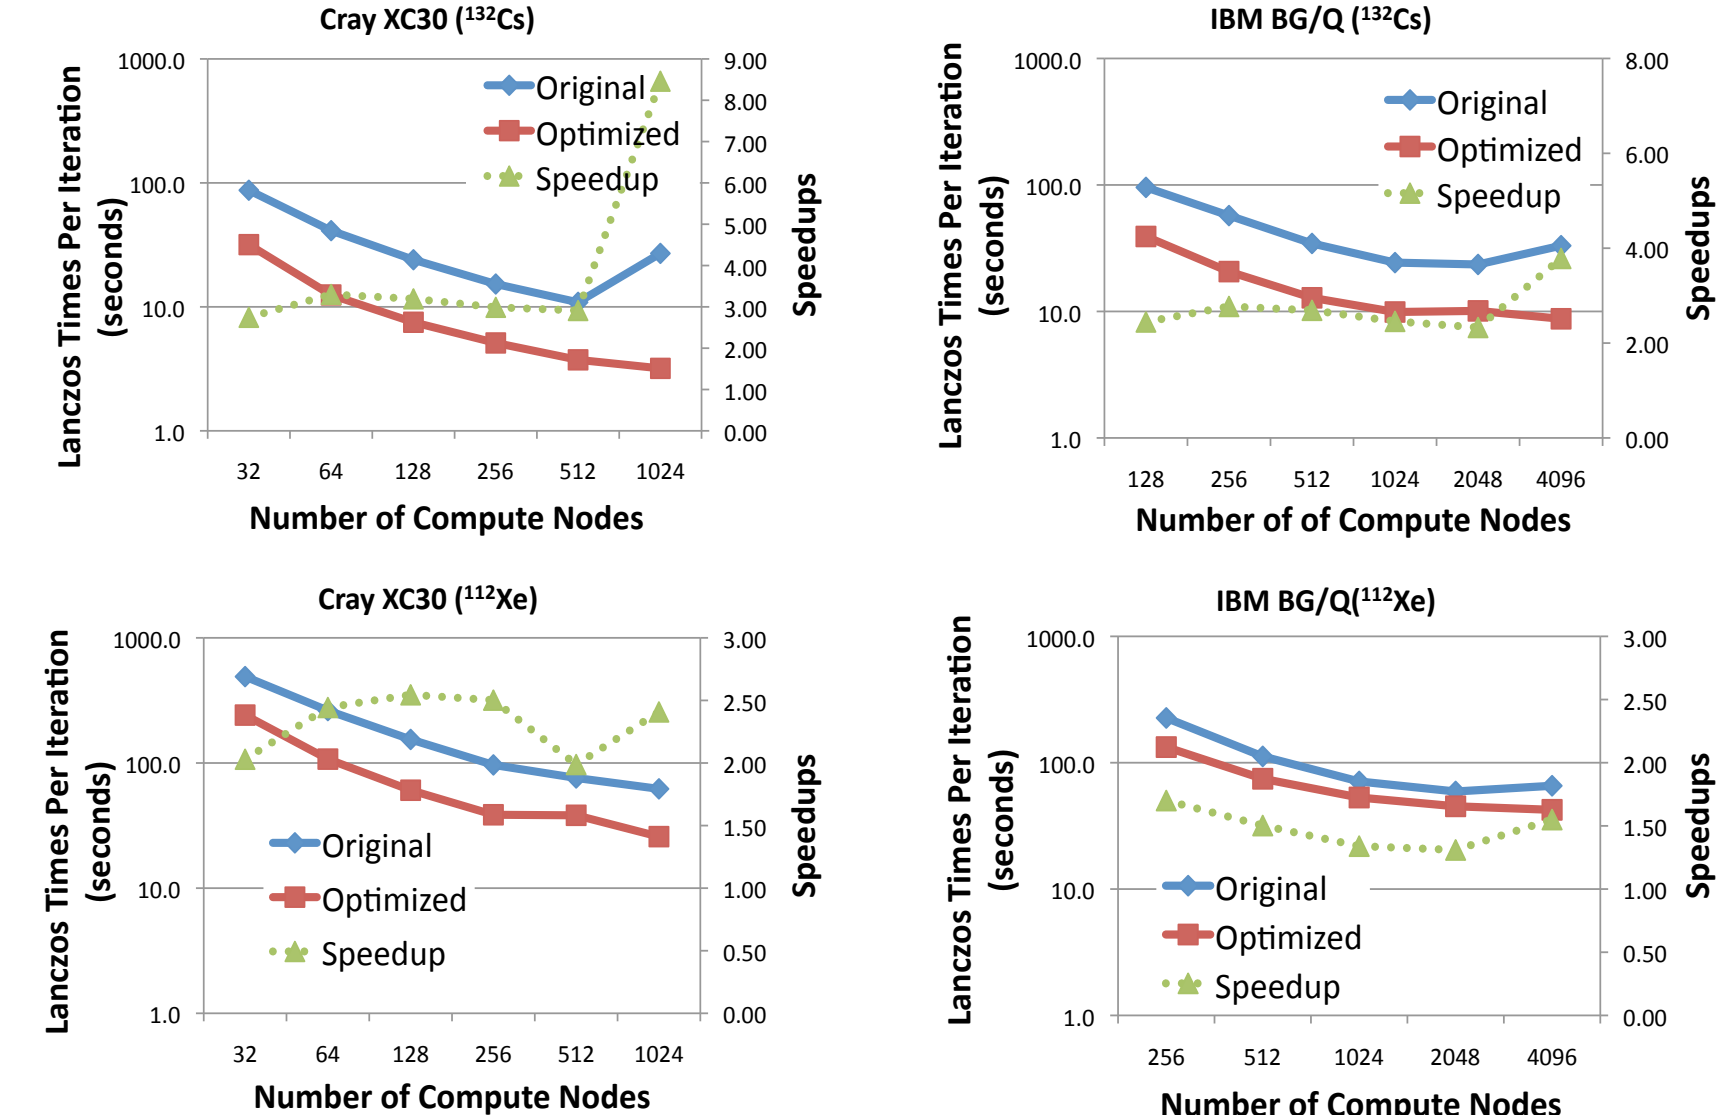 Cray XC30 (¹³²Cs)
Lanczos Times Per Iteration
(seconds)
1000.0
100.0
10.0
1.0
Original
Optimized
Speedup
9.00
8.00
7.00
6.00
5.00
4.00
3.00
2.00
1.00
0.00
Speedups
32 64 128 256 512 1024
Number of Compute Nodes
IBM BG/Q (¹³²Cs)
Lanczos Times Per Iteration
(seconds)
1000.0
100.0
10.0
1.0
Original
Optimized
Speedup
8.00
6.00
4.00
2.00
0.00
Speedups
128 256 512 1024 2048 4096
Number of of Compute Nodes
Cray XC30 (¹¹²Xe)
Lanczos Times Per Iteration
(seconds)
1000.0
100.0
10.0
1.0
Original
Optimized
Speedup
3.00
2.50
2.00
1.50
1.00
0.50
0.00
Speedups
32 64 128 256 512 1024
Number of Compute Nodes
IBM BG/Q(¹¹²Xe)
Lanczos Times Per Iteration
(seconds)
1000.0
100.0
10.0
1.0
Original
Optimized
Speedup
3.00
2.50
2.00
1.50
1.00
0.50
0.00
Speedups
256 512 1024 2048 4096
Number of Compute Nodes